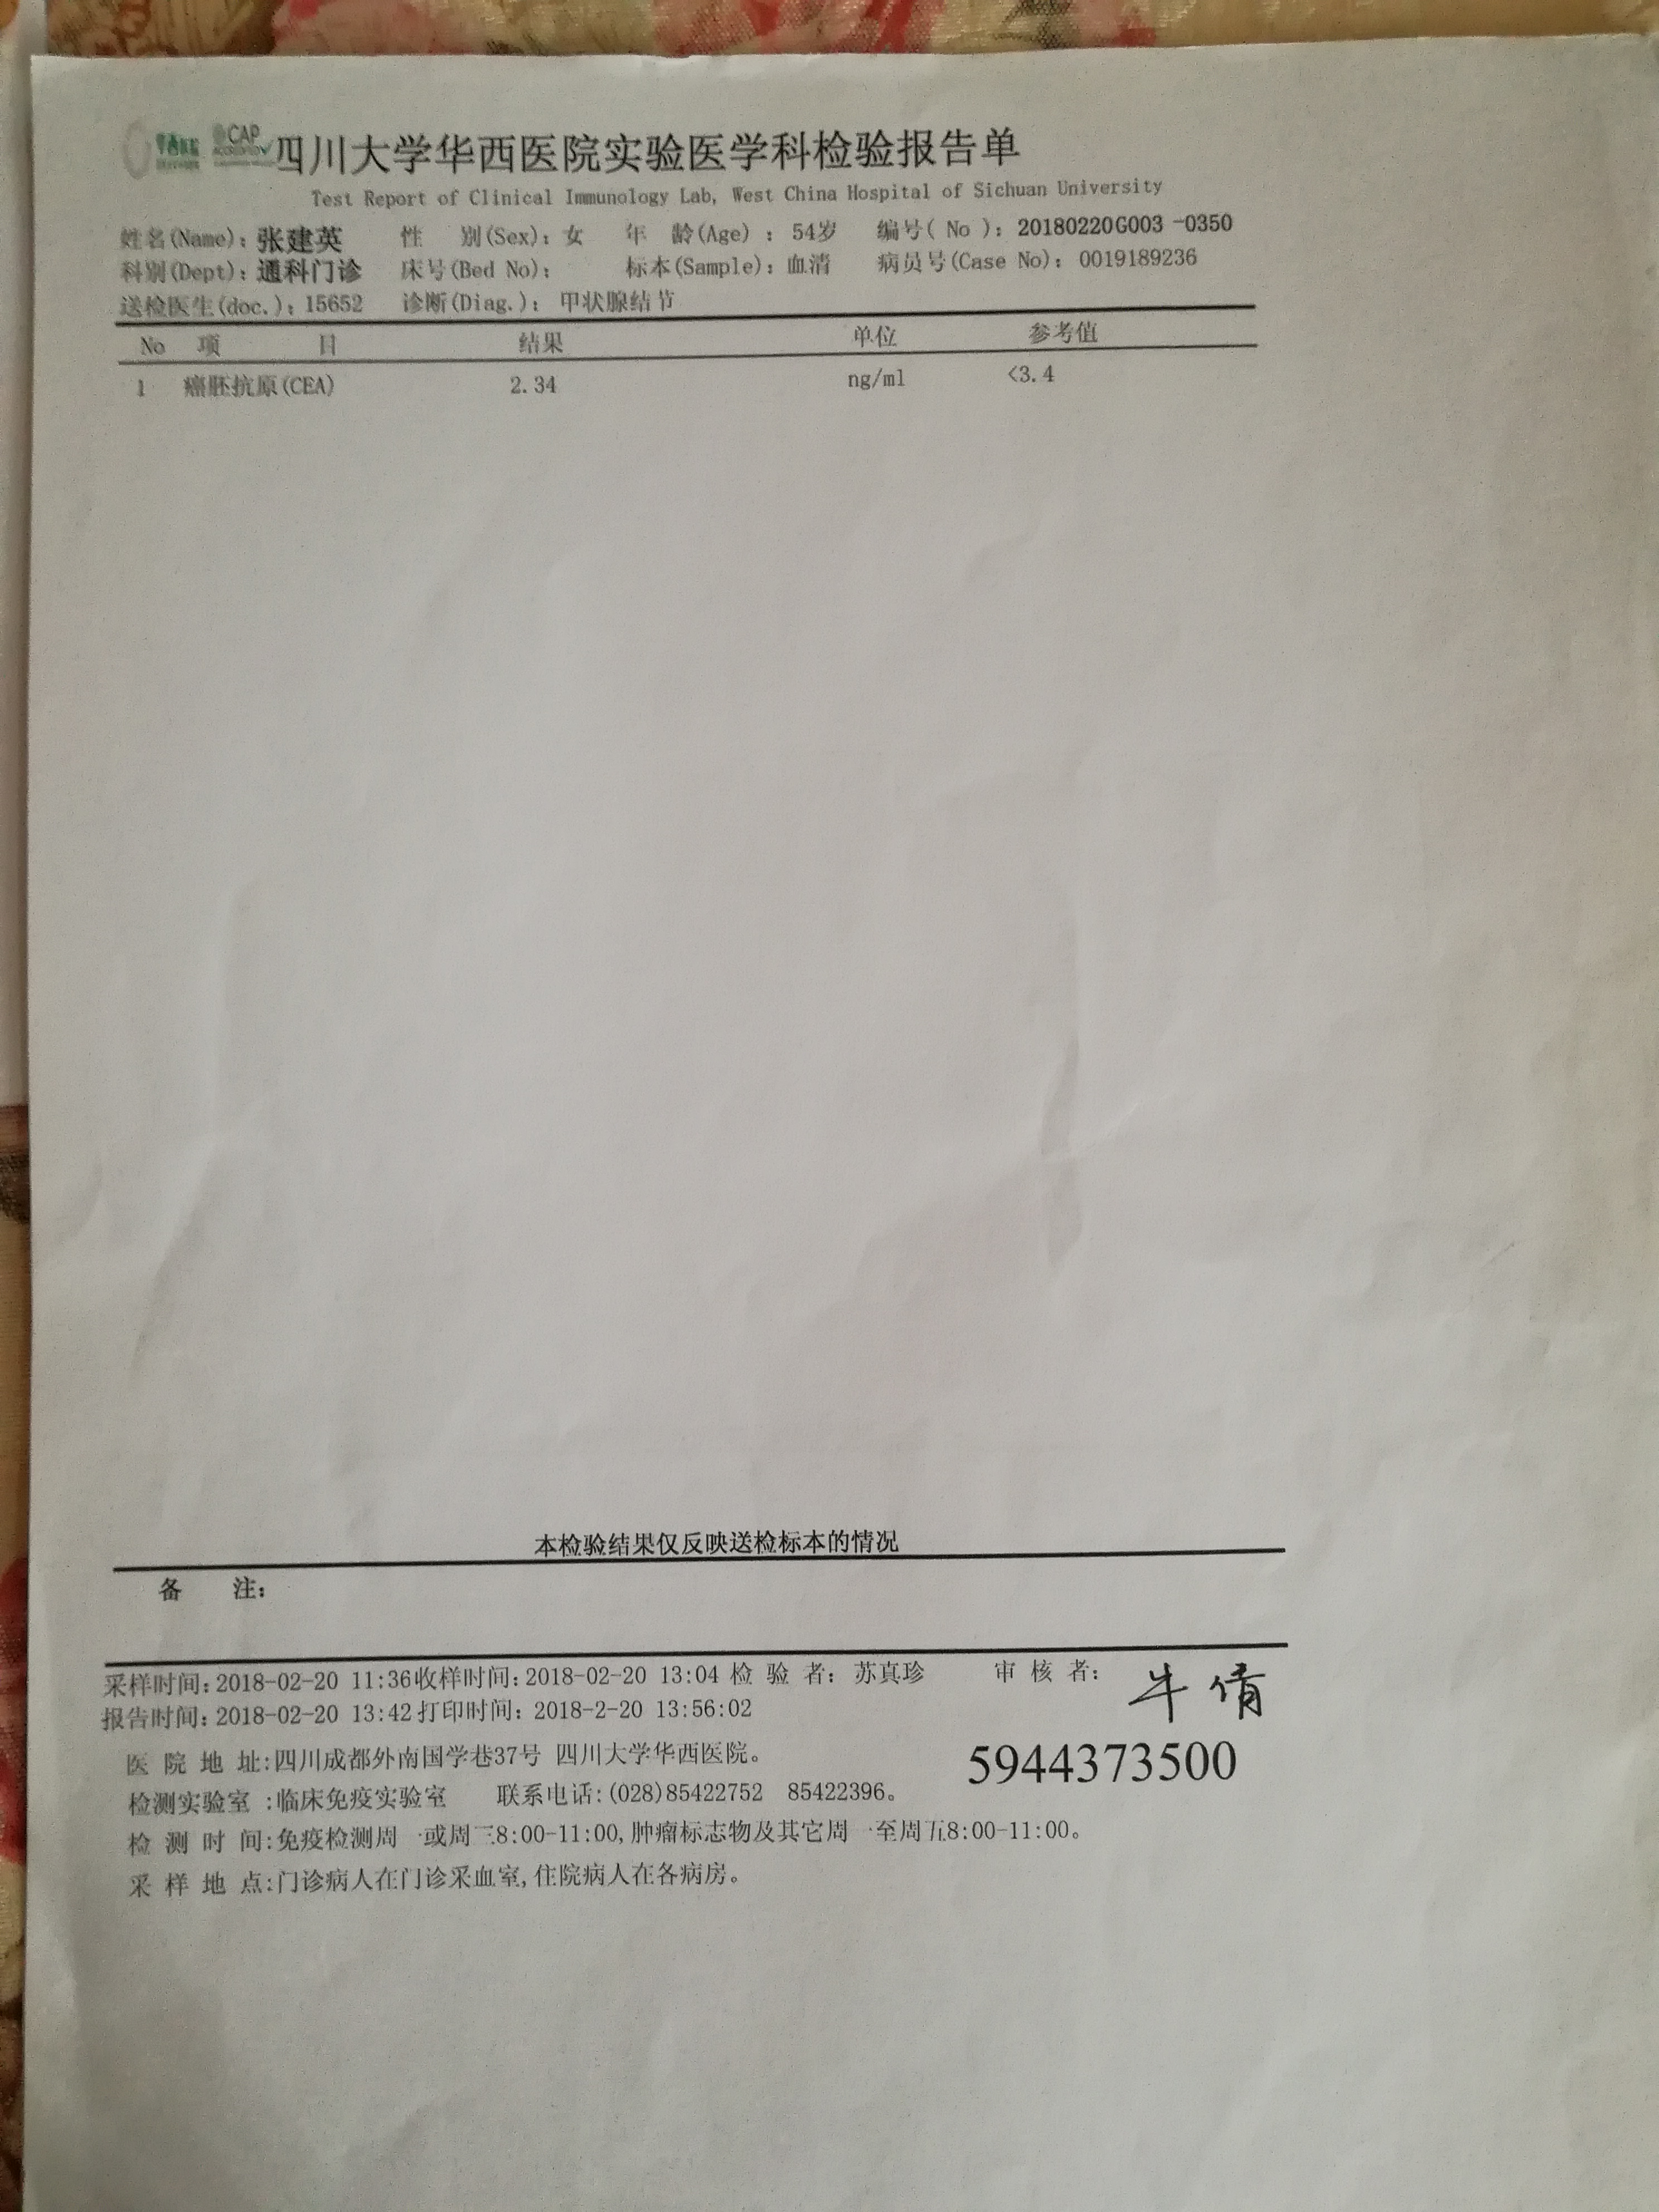 CAP
ACCREDITED
四川大学华西医院实验医学科检验报告单
Test Report of Clinical Immunology Lab, West China Hospital of Sichuan University
姓名(Name): 张建英 性 别(Sex): 女 年 龄(Age) : 54岁 编号( No ): 20180220G003 -0350
科别(Dept): 通科门诊 床号(Bed No): 标本(Sample): 血清 病员号(Case No): 0019189236
送检医生(doc.): 15652 诊断(Diag.): 甲状腺结节
No 项 目 结果 单位 参考值
1 癌胚抗原(CEA) 2.34 ng/ml <3.4
本检验结果仅反映送检标本的情况
备 注:
采样时间:2018-02-20 11:36收样时间:2018-02-20 13:04 检 验 者: 苏真珍 审 核 者: 牛倩
报告时间:2018-02-20 13:42打印时间: 2018-2-20 13:56:02
医 院 地 址:四川成都外南国学巷37号 四川大学华西医院。 5944373500
检测实验室 :临床免疫实验室 联系电话:(028)85422752 85422396。
检 测 时 间:免疫检测周一或周三8:00-11:00,肿瘤标志物及其它周一至周五8:00-11:00。
采 样 地 点:门诊病人在门诊采血室,住院病人在各病房。